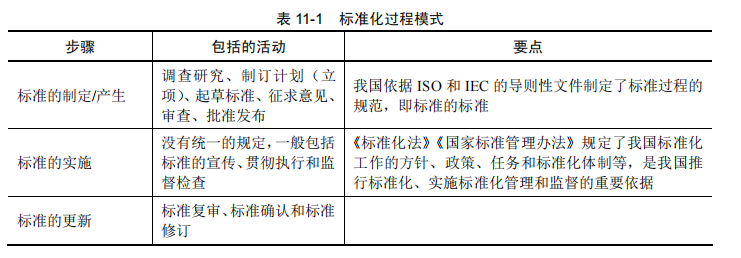 表 11-1 标准化过程模式
步骤 包括的活动 要点
标准的制定/产生
调查研究、制订计划（立
项）、起草标准、征求意见、
审查、批准发布
我国依据 ISO 和 IEC 的导则性文件制定了标准过程的
规范，即标准的标准
标准的实施
没有统一的规定，一般包括
标准的宣传、贯彻执行和监
督检查
《标准化法》《国家标准管理办法》规定了我国标准化
工作的方针、政策、任务和标准化体制等，是我国推
行标准化、实施标准化管理和监督的重要依据
标准的更新
标准复审、标准确认和标准
修订